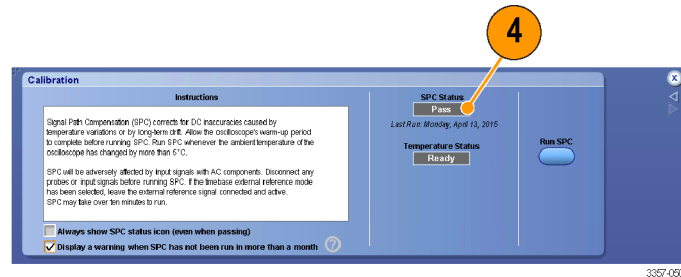 4
Calibration
Instructions
Signal Path Compensation (SPC) corrects for DC inaccuracies caused by
temperature variations or by long-term drift. Allow the oscilloscope's warm-up period
to complete before running SPC. Run SPC whenever the ambient temperature of the
oscilloscope has changed by more than 5°C.
SPC will be adversely affected by input signals with AC components. Disconnect any
probes or input signals before running SPC. If the timebase external reference mode
has been selected, leave the external reference signal connected and active.
SPC may take over ten minutes to run.
Always show SPC status icon (even when passing)
Display a warning when SPC has not been run in more than a month ?
SPC Status
Pass
Last Run: Monday, April 13, 2015
Temperature Status
Ready
Run SPC
x